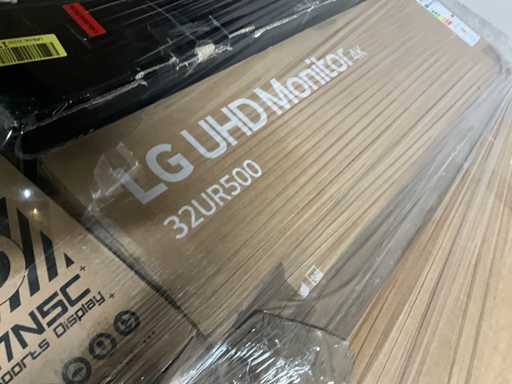 LG UHD Monitor 4K
32UR500
7NSC
Sports Display